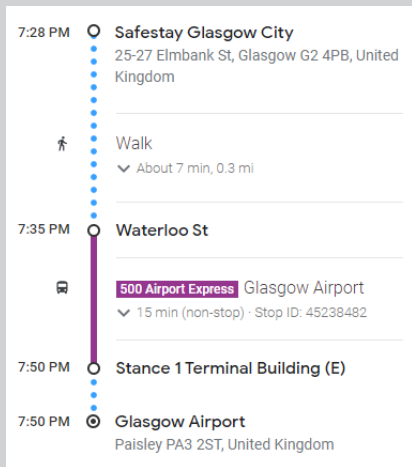 7:28 PM Safestay Glasgow City
25-27 Elmbank St, Glasgow G2 4PB, United
Kingdom
Walk
About 7 min, 0.3 mi
7:35 PM Waterloo St
500 Airport Express Glasgow Airport
15 min (non-stop) · Stop ID: 45238482
7:50 PM Stance 1 Terminal Building (E)
7:50 PM Glasgow Airport
Paisley PA3 2ST, United Kingdom